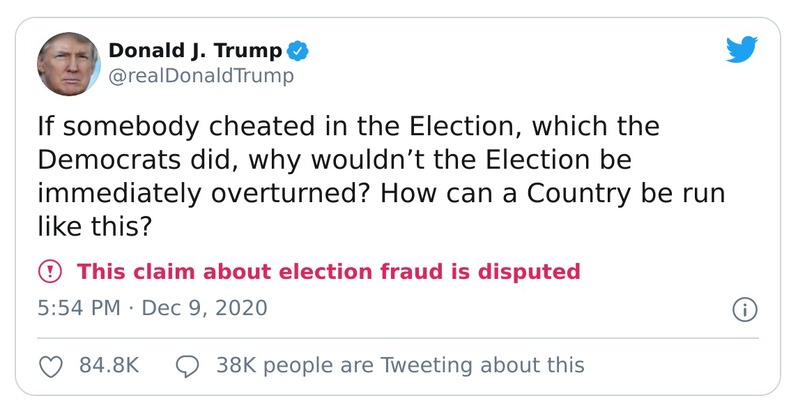 Donald J. Trump
@realDonaldTrump
If somebody cheated in the Election, which the
Democrats did, why wouldn’t the Election be
immediately overturned? How can a Country be run
like this?
This claim about election fraud is disputed
5:54 PM · Dec 9, 2020
84.8K 38K people are Tweeting about this